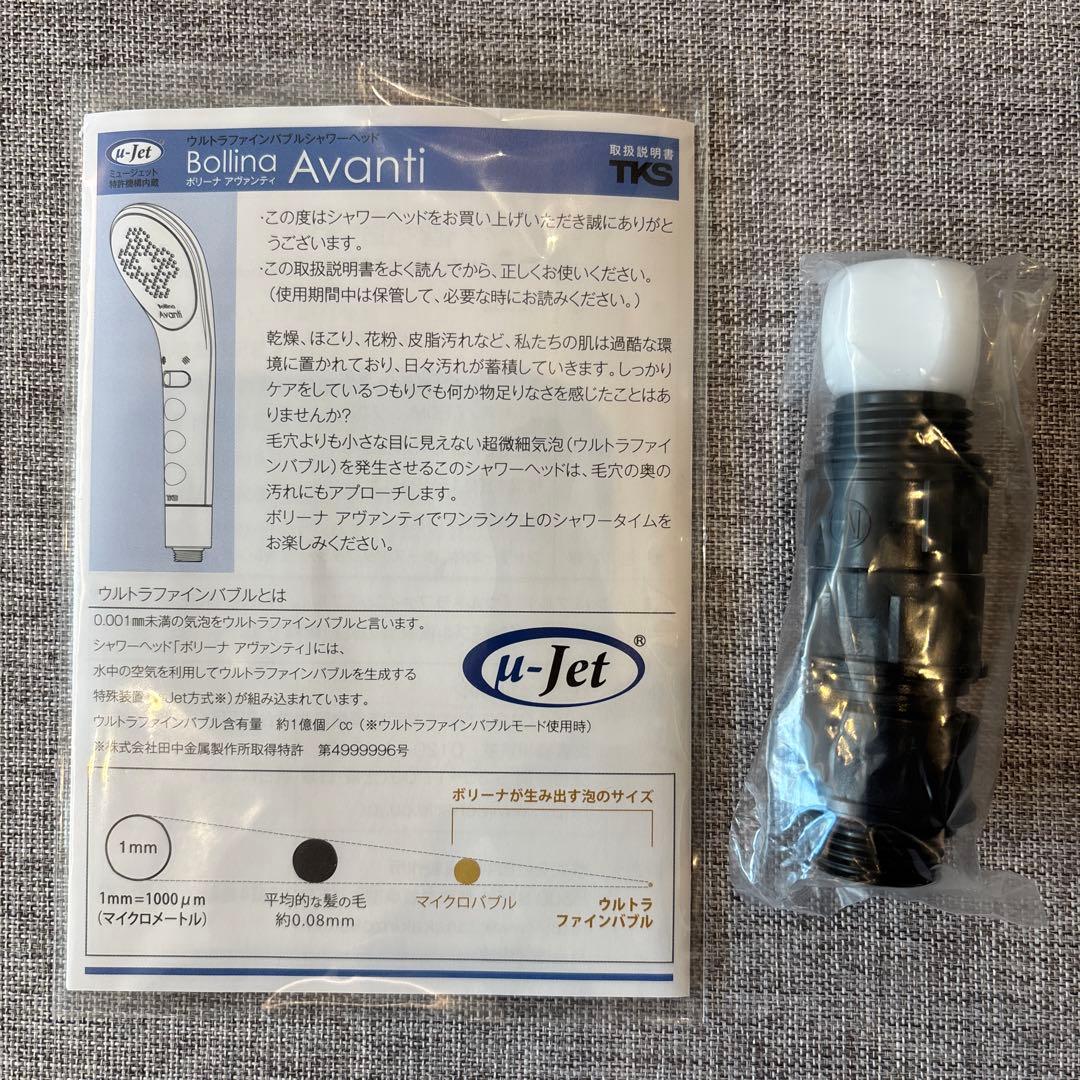 μ-Jet
ミュージェット
特許機構内蔵
ウルトラファインバブルシャワーヘッド
Bollina Avanti
ボリーナ アヴァンティ
取扱説明書
TKS
Bollina
Avanti
TKS
・この度はシャワーヘッドをお買い上げいただき誠にありがと
うございます。
・この取扱説明書をよく読んでから、正しくお使いください。
（使用期間中は保管して、必要な時にお読みください。）
乾燥、ほこり、花粉、皮脂汚れなど、私たちの肌は過酷な環
境に置かれており、日々汚れが蓄積していきます。しっかり
ケアをしているつもりでも何か物足りなさを感じたことはあ
りませんか?
毛穴よりも小さな目に見えない超微細気泡（ウルトラファイ
ンバブル）を発生させるこのシャワーヘッドは、毛穴の奥の
汚れにもアプローチします。
ボリーナ アヴァンティでワンランク上のシャワータイムを
お楽しみください。
ウルトラファインバブルとは
0.001㎜未満の気泡をウルトラファインバブルと言います。
シャワーヘッド「ボリーナ アヴァンティ」には、
水中の空気を利用してウルトラファインバブルを生成する
特殊装置 -Jet方式※）が組み込まれています。
ウルトラファインバブル含有量 約1億個／cc（※ウルトラファインバブルモード使用時）
※株式会社田中金属製作所取得特許 第4999996号
μ-Jet®
ボリーナが生み出す泡のサイズ
1mm
1mm=1000μm
（マイクロメートル）
平均的な髪の毛
約0.08mm
マイクロバブル
ウルトラ
ファインバブル